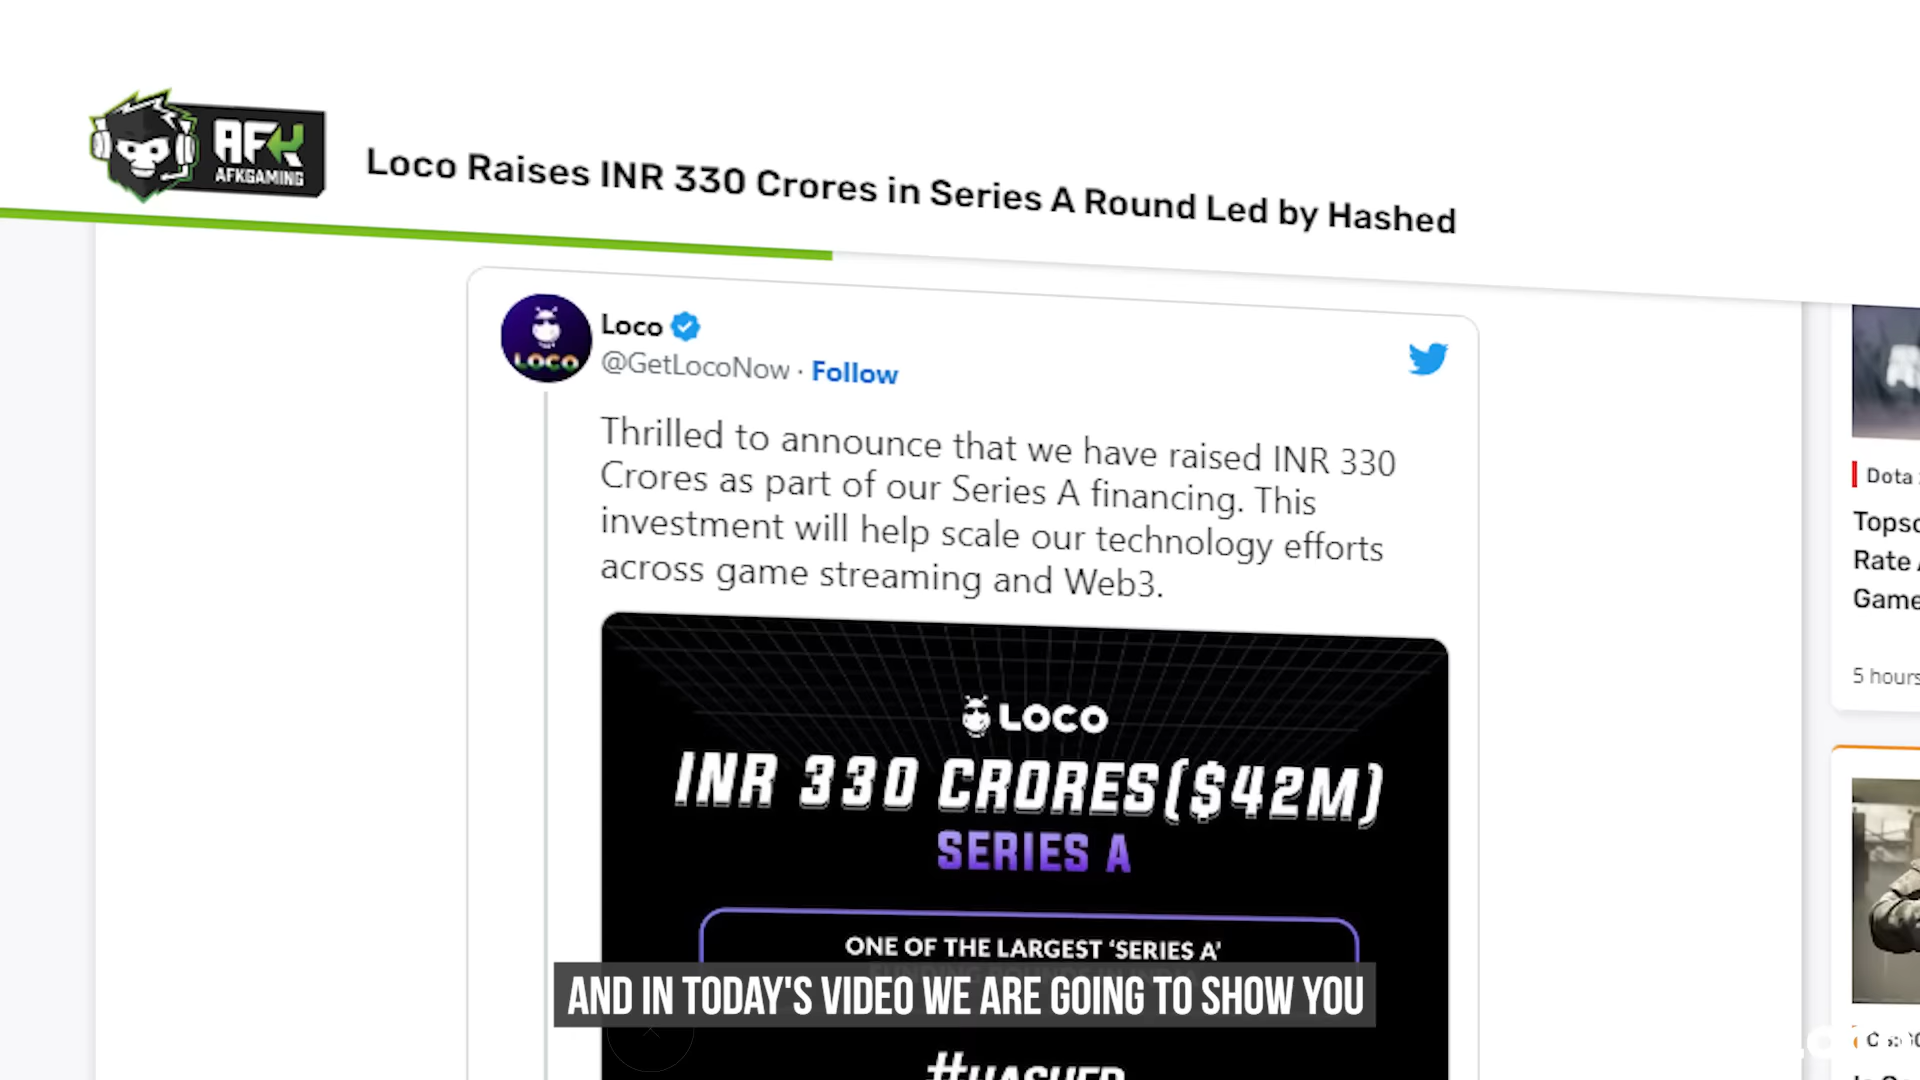 AFK
AFKGAMING
Loco Raises INR 330 Crores in Series A Round Led by Hashed
LOCO
Loco
@GetLocoNow · Follow
Thrilled to announce that we have raised INR 330
Crores as part of our Series A financing. This
investment will help scale our technology efforts
across game streaming and Web3.
LOCO
INR 330 CRORES($42M)
SERIES A
ONE OF THE LARGEST ‘SERIES A’
AND IN TODAY'S VIDEO WE ARE GOING TO SHOW YOU
#HASHED
Dota
Rate
Game
5 hours